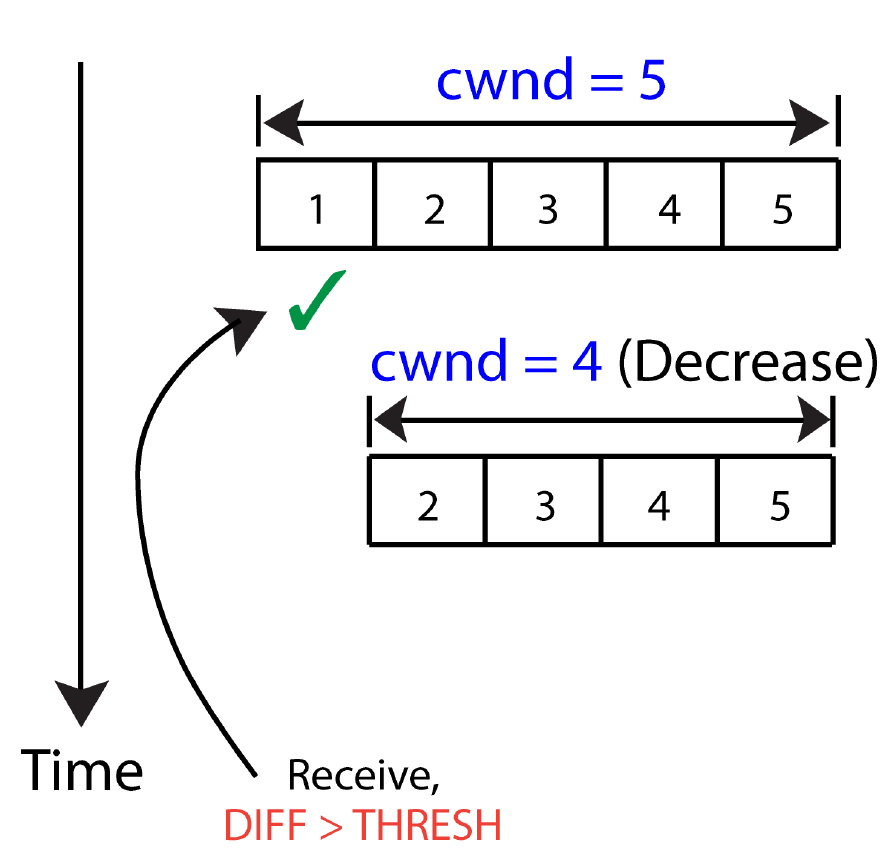 cwnd = 5
1 2 3 4 5
cwnd = 4 (Decrease)
2 3 4 5
Time
Receive,
DIFF > THRESH